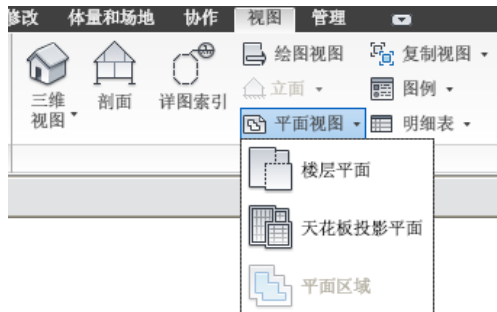 修改 体量和场地 协作 视图 管理
绘图视图 复制视图
三维视图 剖面 详图索引 立面 图例
平面视图 明细表
楼层平面
天花板投影平面
平面区域